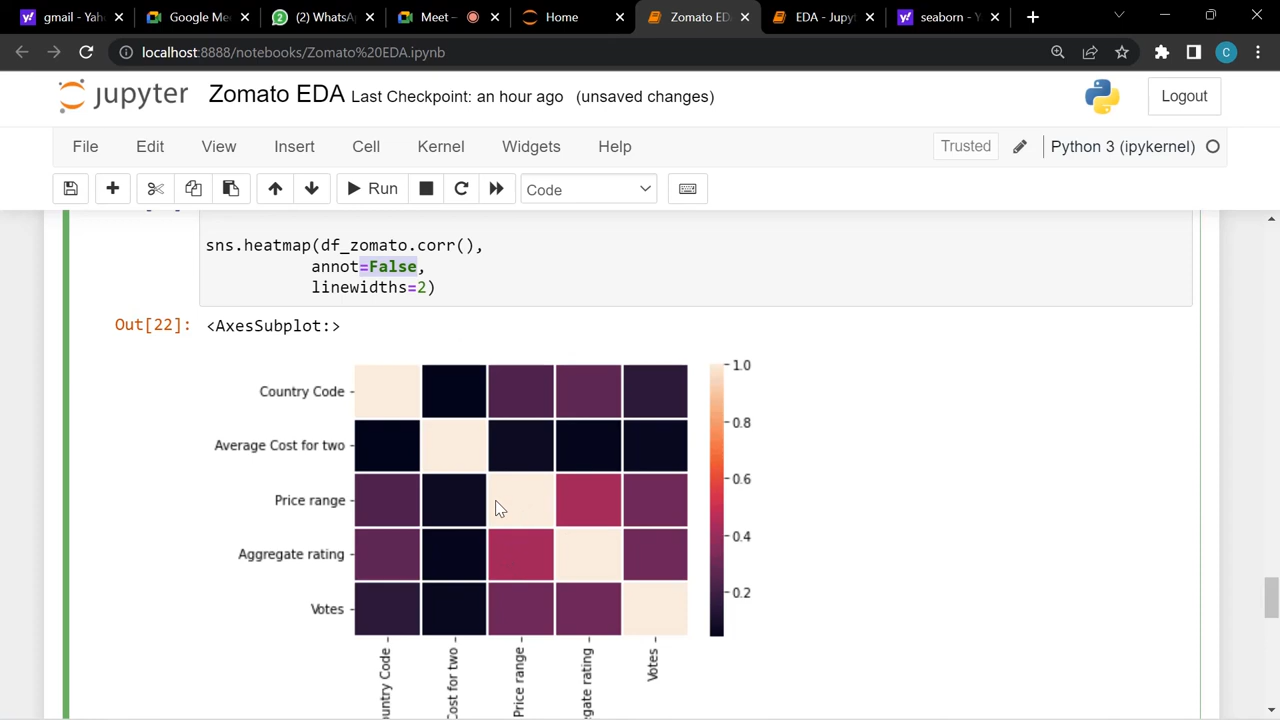 gmail - Ya
Google Me
(2) WhatsA
Meet –
Home
Zomato EDA
EDA - Jupyt
seaborn - Y
localhost:8888/notebooks/Zomato%20EDA.ipynb
C
jupyter Zomato EDA Last Checkpoint: an hour ago (unsaved changes)
Logout
File Edit View Insert Cell Kernel Widgets Help
Trusted
Python 3 (ipykernel)
Run
Code
sns.heatmap(df_zomato.corr(),
annot=False,
linewidths=2)
Out[22]: <AxesSubplot:>
1.0
Country Code
0.8
Average Cost for two
0.6
Price range
0.4
Aggregate rating
0.2
Votes
ountry Code
Cost for two
Price range
egate rating
Votes